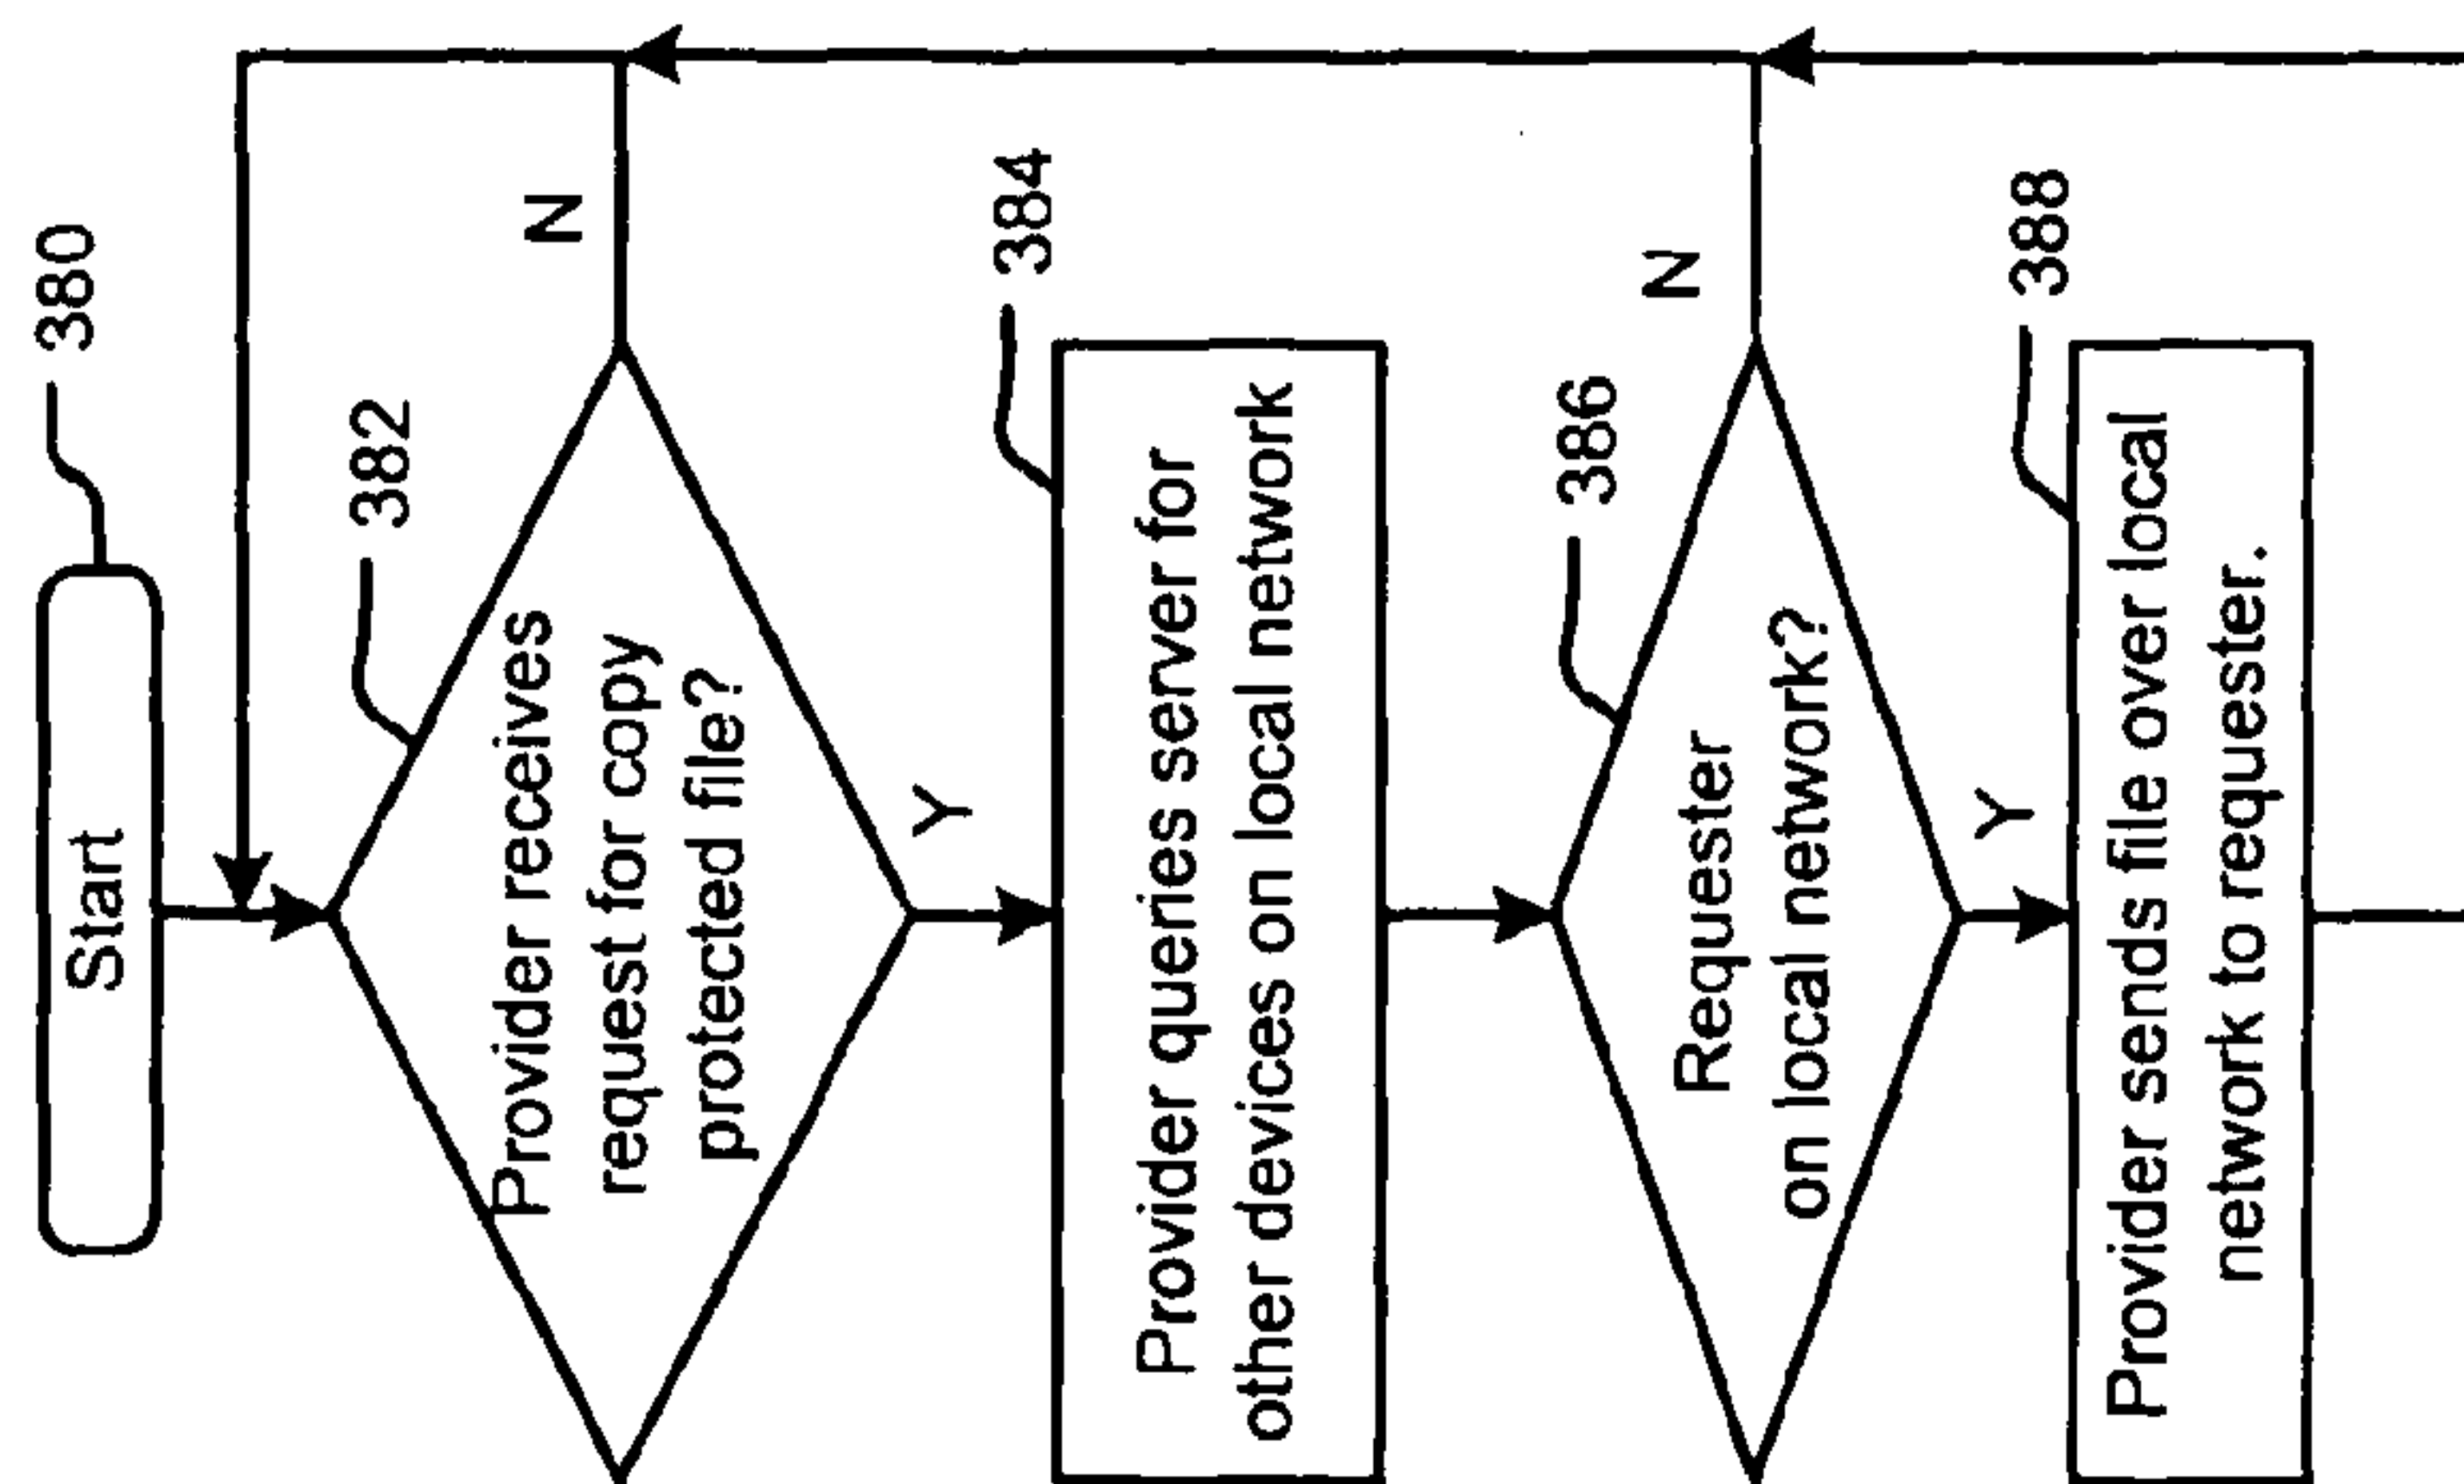 Start
380
Provider receives
request for copy
protected file?
382
N
Y
Provider queries server for
other devices on local network
384
Requester
on local network?
386
N
Y
Provider sends file over local
network to requester.
388